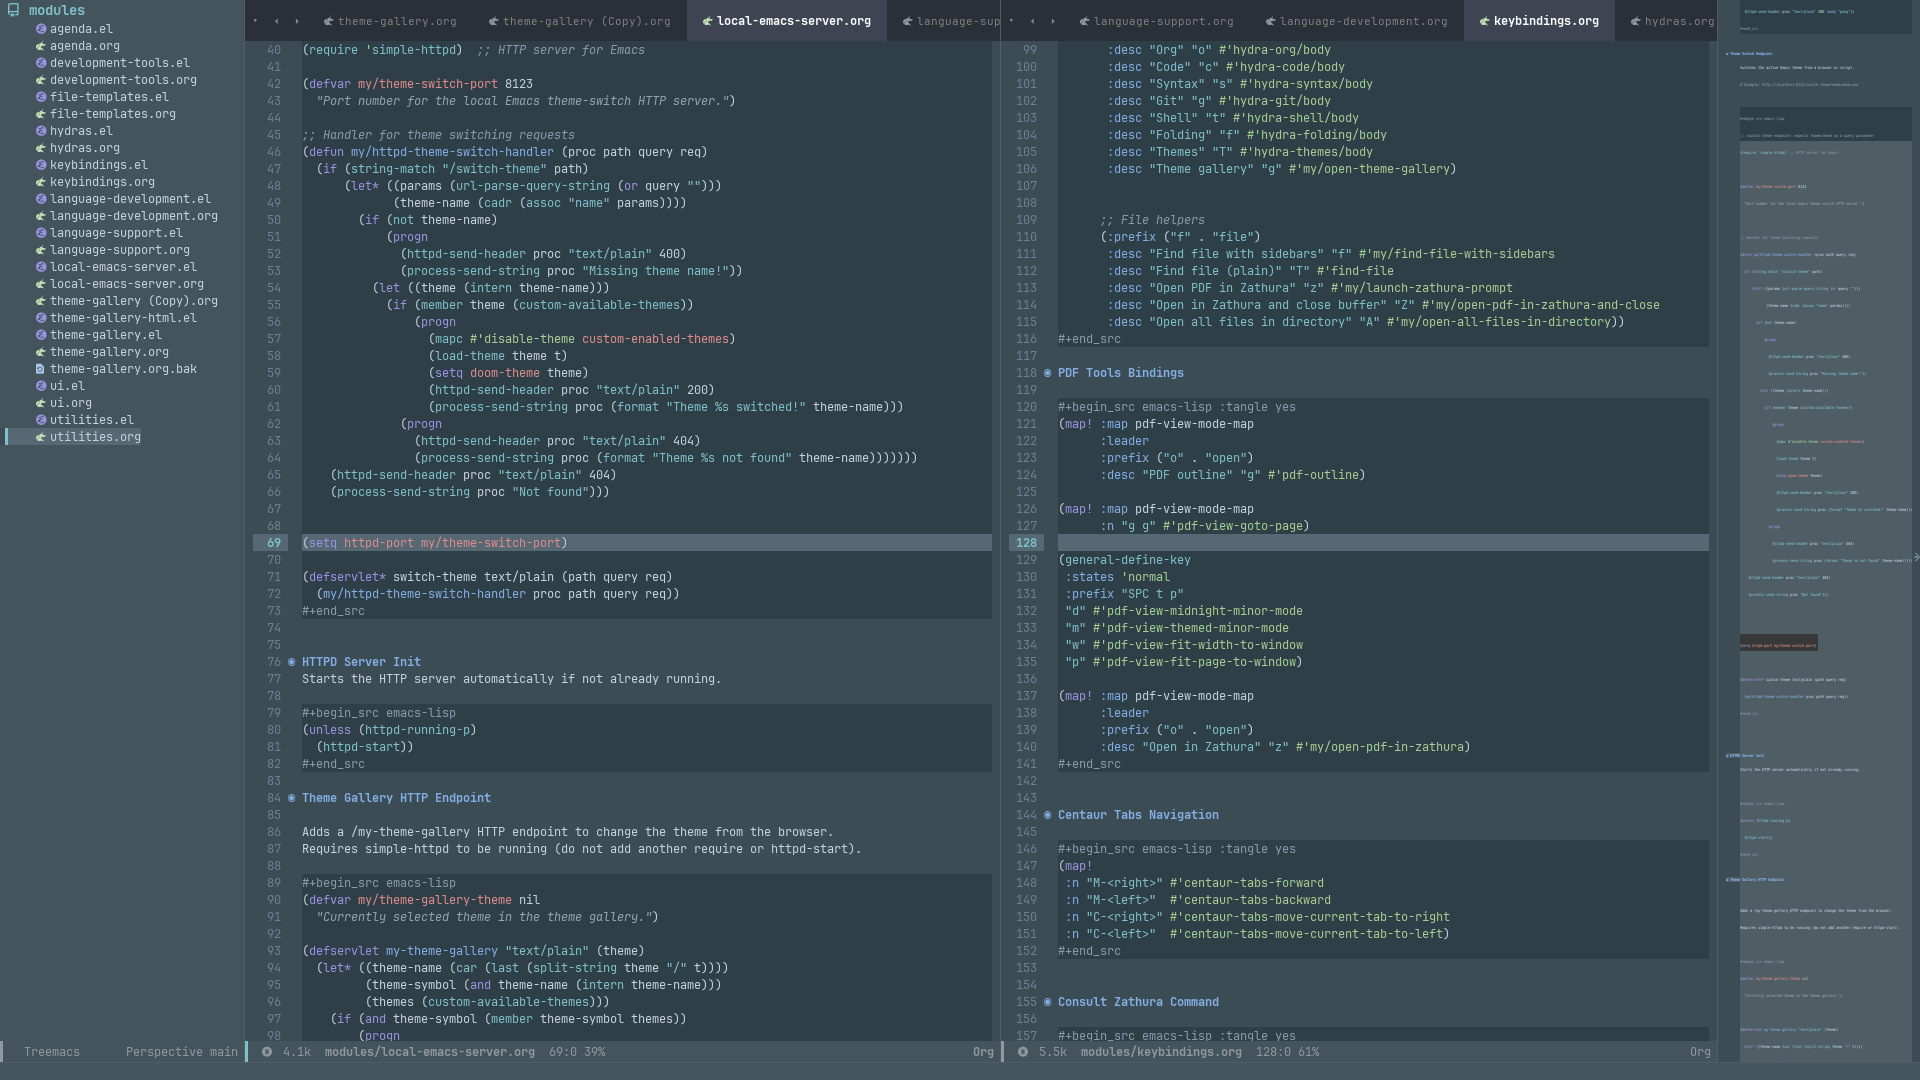 modules
agenda.el
agenda.org
development-tools.el
development-tools.org
file-templates.el
file-templates.org
hydras.el
hydras.org
keybindings.el
keybindings.org
language-development.el
language-development.org
language-support.el
language-support.org
local-emacs-server.el
local-emacs-server.org
theme-gallery (Copy).org
theme-gallery-html.el
theme-gallery.el
theme-gallery.org
theme-gallery.org.bak
ui.el
ui.org
utilities.el
utilities.org
Treemacs Perspective main
theme-gallery.org theme-gallery (Copy).org local-emacs-server.org language-sup
40 (require 'simple-httpd)  ;; HTTP server for Emacs
41
42 (defvar my/theme-switch-port 8123
43   "Port number for the local Emacs theme-switch HTTP server.")
44
45 ;; Handler for theme switching requests
46 (defun my/httpd-theme-switch-handler (proc path query req)
47   (if (string-match "/switch-theme" path)
48       (let* ((params (url-parse-query-string (or query "")))
49              (theme-name (cadr (assoc "name" params))))
50         (if (not theme-name)
51             (progn
52               (httpd-send-header proc "text/plain" 400)
53               (process-send-string proc "Missing theme name!"))
54           (let ((theme (intern theme-name)))
55             (if (member theme (custom-available-themes))
56                 (progn
57                   (mapc #'disable-theme custom-enabled-themes)
58                   (load-theme theme t)
59                   (setq doom-theme theme)
60                   (httpd-send-header proc "text/plain" 200)
61                   (process-send-string proc (format "Theme %s switched!" theme-name)))
62               (progn
63                 (httpd-send-header proc "text/plain" 404)
64                 (process-send-string proc (format "Theme %s not found" theme-name)))))))
65     (httpd-send-header proc "text/plain" 404)
66     (process-send-string proc "Not found")))
67
68
69 (setq httpd-port my/theme-switch-port)
70
71 (defservlet* switch-theme text/plain (path query req)
72   (my/httpd-theme-switch-handler proc path query req))
73 #+end_src
74
75
76 ◉ HTTPD Server Init
77 Starts the HTTP server automatically if not already running.
78
79 #+begin_src emacs-lisp
80 (unless (httpd-running-p)
81   (httpd-start))
82 #+end_src
83
84 ◉ Theme Gallery HTTP Endpoint
85
86 Adds a /my-theme-gallery HTTP endpoint to change the theme from the browser.
87 Requires simple-httpd to be running (do not add another require or httpd-start).
88
89 #+begin_src emacs-lisp
90 (defvar my/theme-gallery-theme nil
91   "Currently selected theme in the theme gallery.")
92
93 (defservlet my-theme-gallery "text/plain" (theme)
94   (let* ((theme-name (car (last (split-string theme "/" t))))
95          (theme-symbol (and theme-name (intern theme-name)))
96          (themes (custom-available-themes)))
97     (if (and theme-symbol (member theme-symbol themes))
98         (progn
4.1k modules/local-emacs-server.org 69:0 39% Org
language-support.org language-development.org keybindings.org hydras.org
99        :desc "Org" "o" #'hydra-org/body
100       :desc "Code" "c" #'hydra-code/body
101       :desc "Syntax" "s" #'hydra-syntax/body
102       :desc "Git" "g" #'hydra-git/body
103       :desc "Shell" "t" #'hydra-shell/body
104       :desc "Folding" "f" #'hydra-folding/body
105       :desc "Themes" "T" #'hydra-themes/body
106       :desc "Theme gallery" "g" #'my/open-theme-gallery)
107
108
109      ;; File helpers
110      (:prefix ("f" . "file")
111       :desc "Find file with sidebars" "f" #'my/find-file-with-sidebars
112       :desc "Find file (plain)" "T" #'find-file
113       :desc "Open PDF in Zathura" "z" #'my/launch-zathura-prompt
114       :desc "Open in Zathura and close buffer" "Z" #'my/open-pdf-in-zathura-and-close
115       :desc "Open all files in directory" "A" #'my/open-all-files-in-directory))
116 #+end_src
117
118 ◉ PDF Tools Bindings
119
120 #+begin_src emacs-lisp :tangle yes
121 (map! :map pdf-view-mode-map
122       :leader
123       :prefix ("o" . "open")
124       :desc "PDF outline" "g" #'pdf-outline)
125
126 (map! :map pdf-view-mode-map
127       :n "g g" #'pdf-view-goto-page)
128
129 (general-define-key
130  :states 'normal
131  :prefix "SPC t p"
132  "d" #'pdf-view-midnight-minor-mode
133  "m" #'pdf-view-themed-minor-mode
134  "w" #'pdf-view-fit-width-to-window
135  "p" #'pdf-view-fit-page-to-window)
136
137 (map! :map pdf-view-mode-map
138       :leader
139       :prefix ("o" . "open")
140       :desc "Open in Zathura" "z" #'my/open-pdf-in-zathura)
141 #+end_src
142
143
144 ◉ Centaur Tabs Navigation
145
146 #+begin_src emacs-lisp :tangle yes
147 (map!
148  :n "M-<right>" #'centaur-tabs-forward
149  :n "M-<left>"  #'centaur-tabs-backward
150  :n "C-<right>" #'centaur-tabs-move-current-tab-to-right
151  :n "C-<left>"  #'centaur-tabs-move-current-tab-to-left)
152 #+end_src
153
154
155 ◉ Consult Zathura Command
156
157 #+begin_src emacs-lisp :tangle yes
5.5k modules/keybindings.org 128:0 61% Org